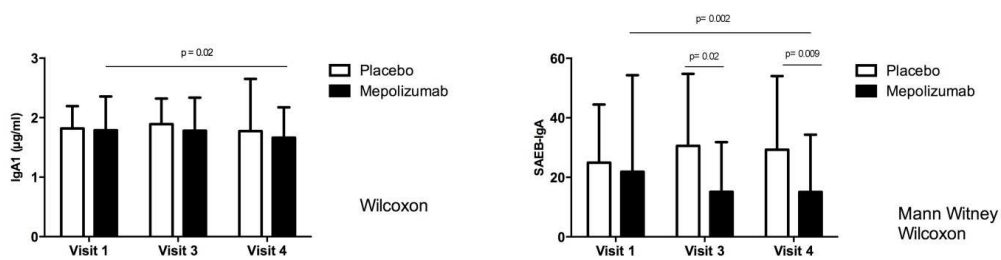 p = 0.02
3
2
1
0
IgA1 (µg/ml)
Visit 1
Visit 3
Visit 4
Placebo
Mepolizumab
Wilcoxon
p= 0.002
p= 0.02
p= 0.009
60
40
20
0
SAEB-IgA
Visit 1
Visit 3
Visit 4
Placebo
Mepolizumab
Mann Witney
Wilcoxon